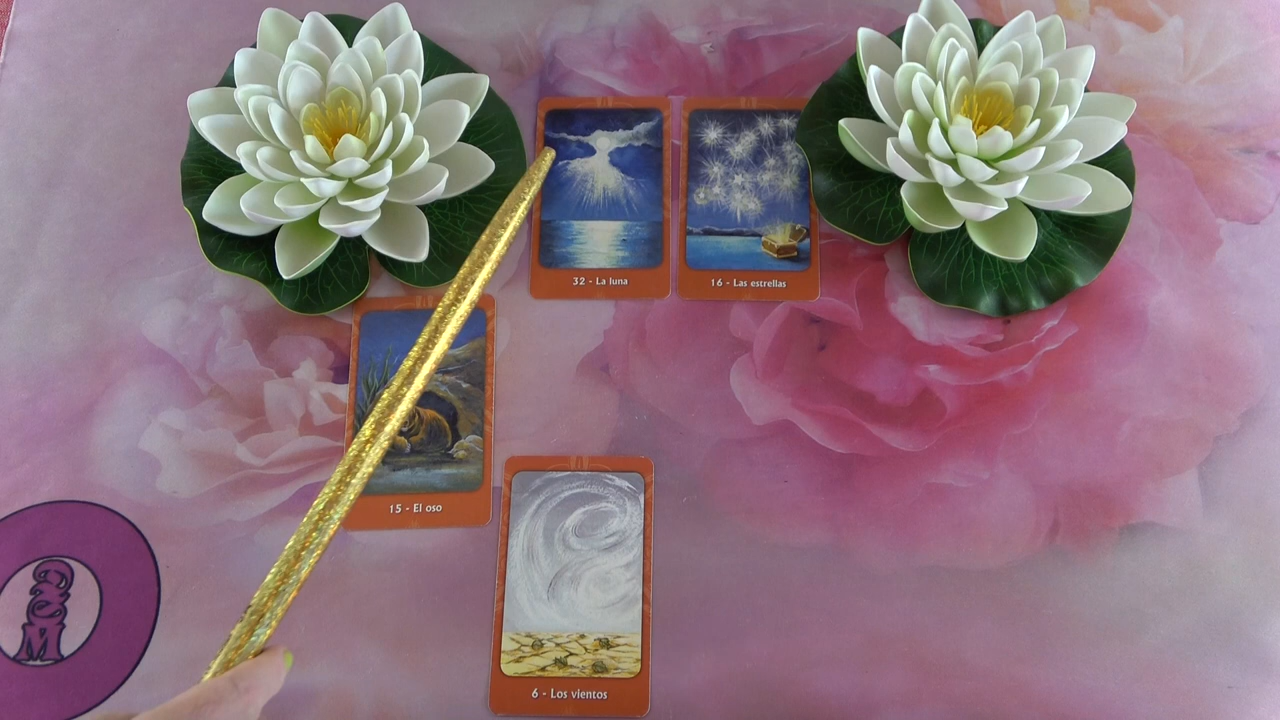 32 - La luna
16 - Las estrellas
15 - El oso
6 - Los vientos